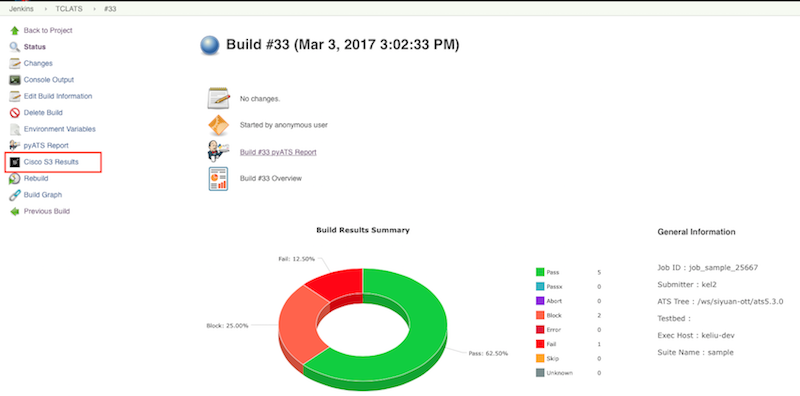 Jenkins › TCLATS › #33
Back to Project
Status
Changes
Console Output
Edit Build Information
Delete Build
Environment Variables
pyATS Report
Cisco S3 Results
Rebuild
Build Graph
Previous Build
Build #33 (Mar 3, 2017 3:02:33 PM)
No changes.
Started by anonymous user
Build #33 pyATS Report
Build #33 Overview
Build Results Summary
Fail: 12.50%
Block: 25.00%
Pass: 62.50%
Pass 5
Passx 0
Abort 0
Block 2
Error 0
Fail 1
Skip 0
Unknown 0
General Information
Job ID : job_sample_25667
Submitter : kel2
ATS Tree : /ws/siyuan-ott/ats5.3.0
Testbed :
Exec Host : keliu-dev
Suite Name : sample